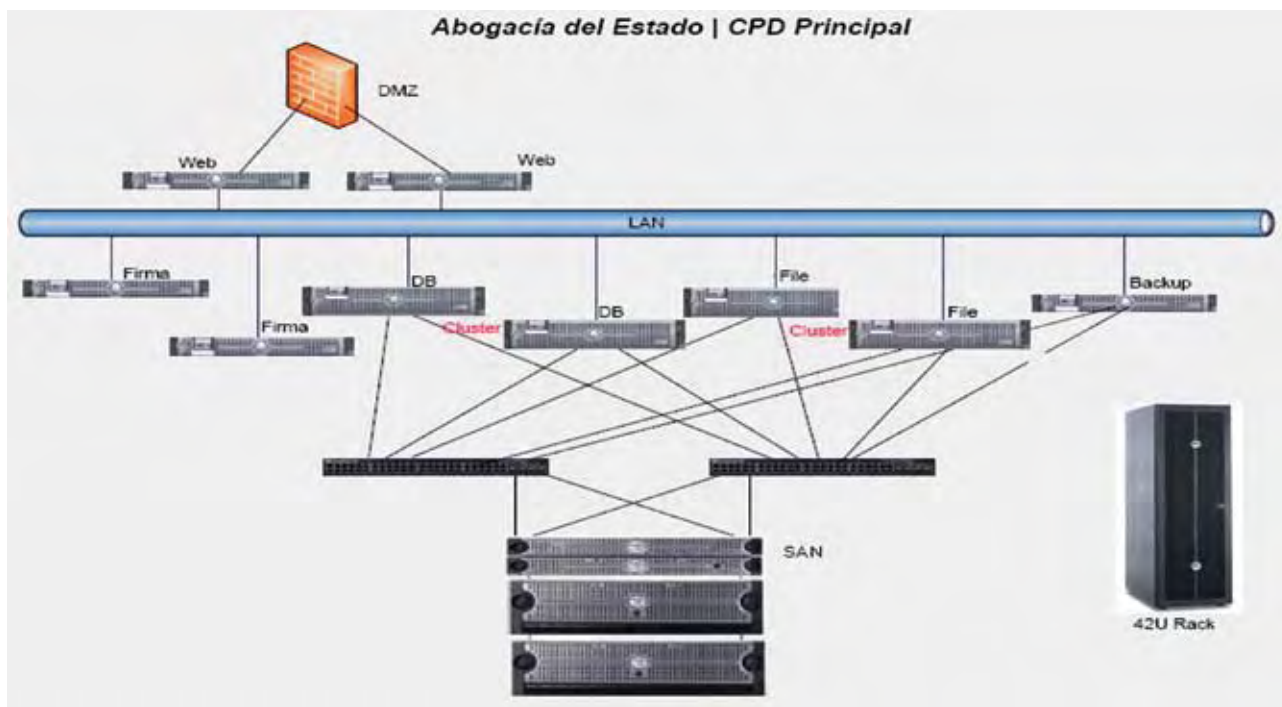 Abogacía del Estado | CPD Principal
DMZ
Web
Web
LAN
Firma
DB
File
Backup
Firma
Cluster
DB
Cluster
File
SAN
42U Rack